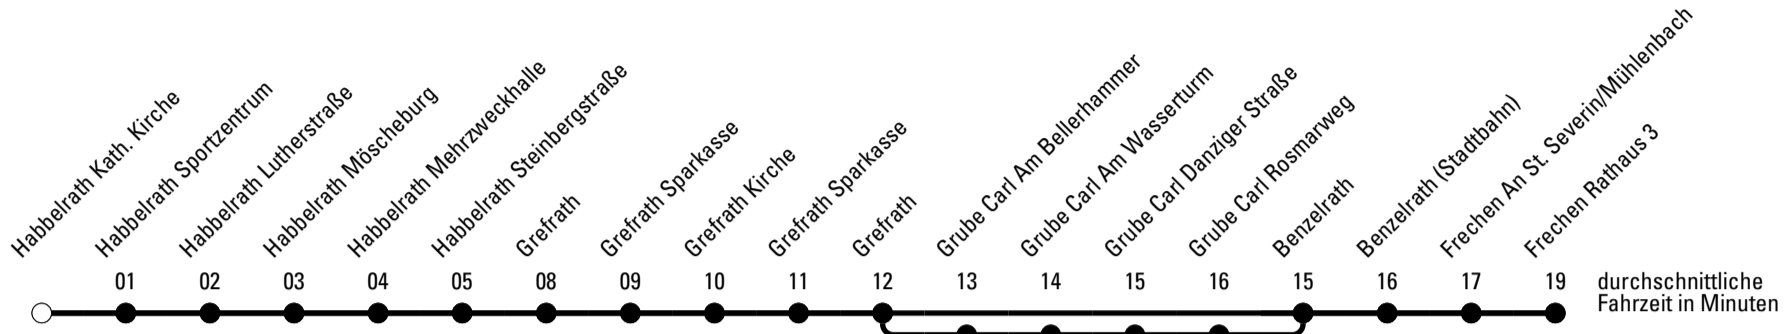 Habbelrath Kath. Kirche
Habbelrath Sportzentrum
Habbelrath Lutherstraße
Habbelrath Möscheburg
Habbelrath Mehrzweckhalle
Habbelrath Steinbergstraße
Grefrath
Grefrath Sparkasse
Grefrath Kirche
Grefrath Sparkasse
Grefrath
Grube Carl Am Bellerhammer
Grube Carl Am Wasserturm
Grube Carl Danziger Straße
Grube Carl Rosmarweg
Benzelrath
Benzelrath (Stadtbahn)
Frechen An St. Severin/Mühlenbach
Frechen Rathaus 3
01 02 03 04 05 08 09 10 11 12 13 14 15 16 15 16 17 19
durchschnittliche
Fahrzeit in Minuten